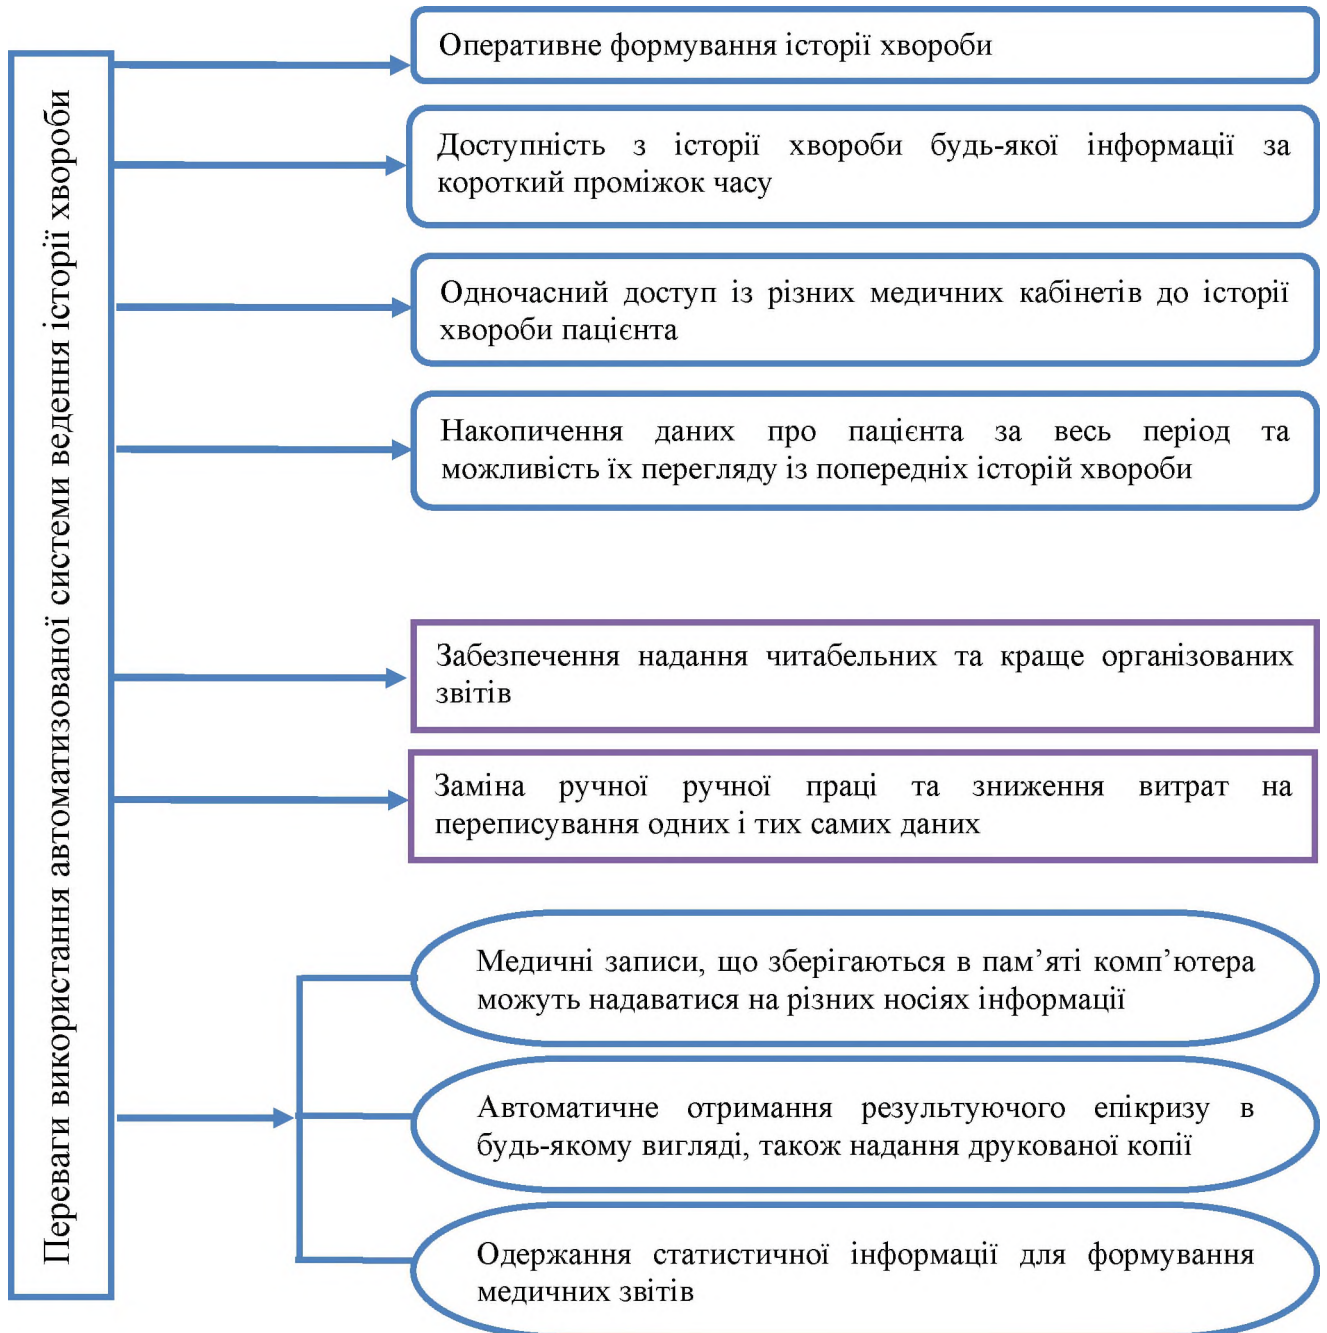 Переваги використання автоматизованої системи ведення історії хвороби
Оперативне формування історії хвороби
Доступність з історії хвороби будь-якої інформації за
короткий проміжок часу
Одночасний доступ із різних медичних кабінетів до історії
хвороби пацієнта
Накопичення даних про пацієнта за весь період та
можливість їх перегляду із попередніх історій хвороби
Забезпечення надання читабельних та краще організованих
звітів
Заміна ручної ручної праці та зниження витрат на
переписування одних і тих самих даних
Медичні записи, що зберігаються в пам’яті комп’ютера
можуть надаватися на різних носіях інформації
Автоматичне отримання результуючого епікризу в
будь-якому вигляді, також надання друкованої копії
Одержання статистичної інформації для формування
медичних звітів